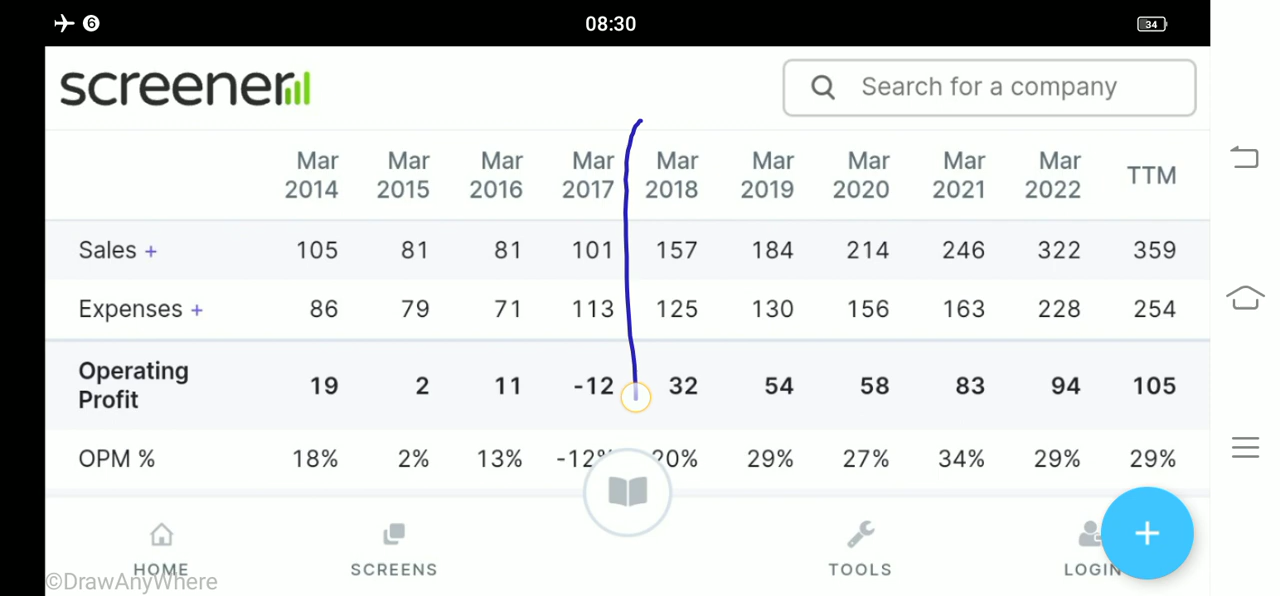 6 08:30 34
screener Search for a company
Mar 2014 Mar 2015 Mar 2016 Mar 2017 Mar 2018 Mar 2019 Mar 2020 Mar 2021 Mar 2022 TTM
Sales + 105 81 81 101 157 184 214 246 322 359
Expenses + 86 79 71 113 125 130 156 163 228 254
Operating Profit 19 2 11 -12 32 54 58 83 94 105
OPM % 18% 2% 13% -12% 20% 29% 27% 34% 29% 29%
HOME SCREENS TOOLS LOGIN
©DrawAnyWhere